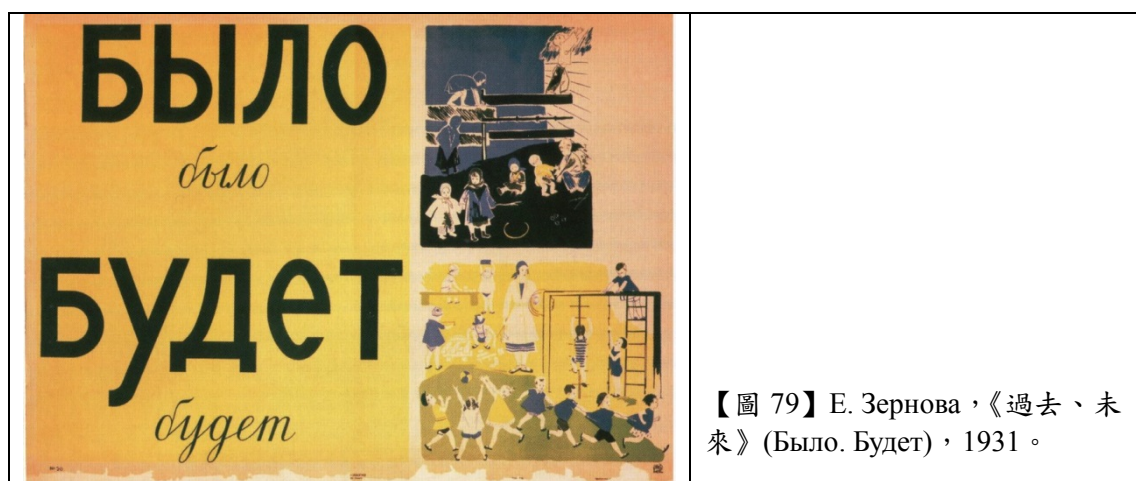 БЫЛО
было
Будет
будет
【圖 79】E. Зернова，《過去、未
來》(Было. Будет)，1931。